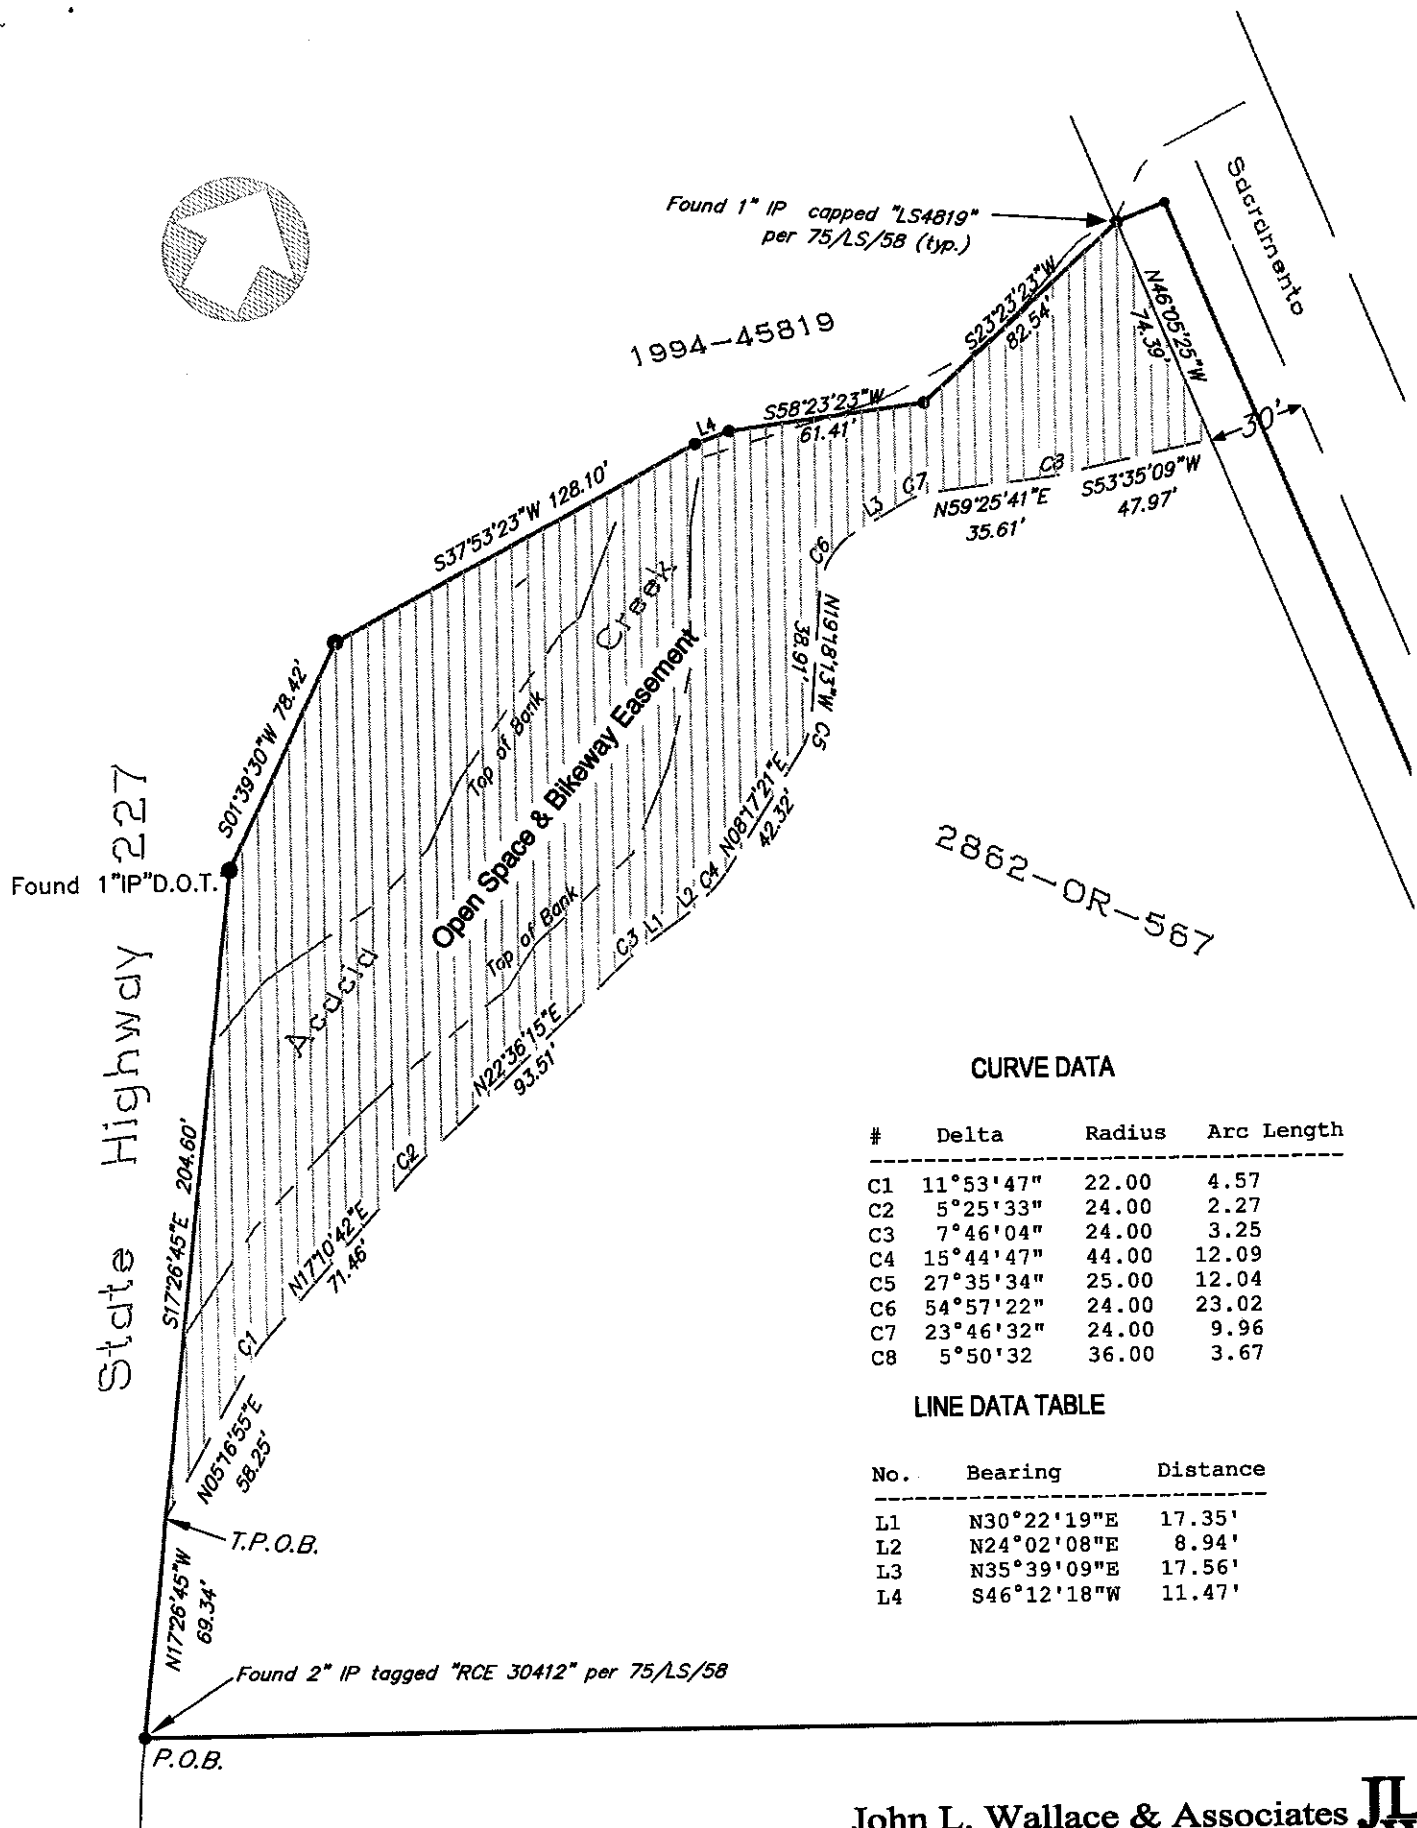 Sacramento
Found 1" IP capped "LS4819"
per 75/LS/58 (typ.)
N46°05'25"W
74.39'
S23°23'23"W
82.54'
1994-45819
30'
S58°23'23"W
61.41'
L4
C8
S53°35'09"W
47.97'
C7
L3
N59°25'41"E
35.61'
S37°53'23"W 128.10'
C6
Creek
N19°18'13"W
38.91'
Open Space & Bikeway Easement
Top of Bank
C5
S01°39'30"W 78.42'
N08°17'21"E
42.32'
State Highway 227
Found 1"IP"D.O.T.
2862-OR-567
C4
L2
L1
C3
Top of Bank
Acacia
N22°36'15"E
93.51'
C2
S17°26'45"E 204.60'
N17°10'42"E
71.46'
C1
N05°16'55"E
58.25'
T.P.O.B.
N17°26'45"W
69.34'
Found 2" IP tagged "RCE 30412" per 75/LS/58
P.O.B.
CURVE DATA
# Delta Radius Arc Length
C1 11°53'47" 22.00 4.57
C2 5°25'33" 24.00 2.27
C3 7°46'04" 24.00 3.25
C4 15°44'47" 44.00 12.09
C5 27°35'34" 25.00 12.04
C6 54°57'22" 24.00 23.02
C7 23°46'32" 24.00 9.96
C8 5°50'32 36.00 3.67
LINE DATA TABLE
No. Bearing Distance
L1 N30°22'19"E 17.35'
L2 N24°02'08"E 8.94'
L3 N35°39'09"E 17.56'
L4 S46°12'18"W 11.47'
John L. Wallace & Associates JL